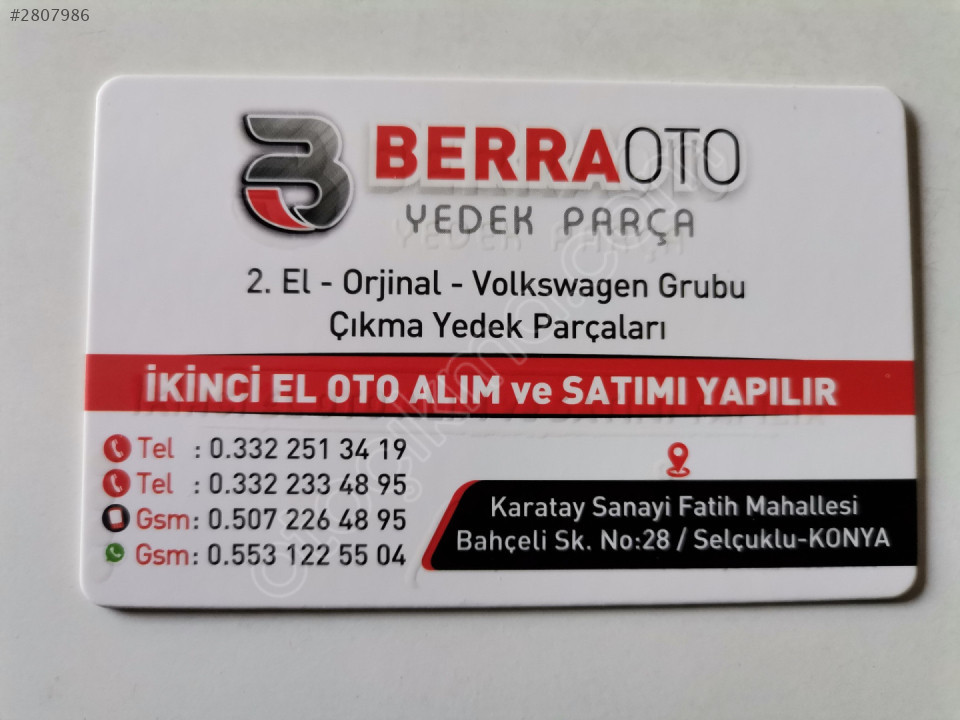 #2807986
BERRAOTO
YEDEK PARÇA
2. El - Orjinal - Volkswagen Grubu
Çıkma Yedek Parçaları
İKİNCİ EL OTO ALIM ve SATIMI YAPILIR
Tel : 0.332 251 34 19
Tel : 0.332 233 48 95
Gsm: 0.507 226 48 95
Gsm: 0.553 122 55 04
Karatay Sanayi Fatih Mahallesi
Bahçeli Sk. No:28 / Selçuklu-KONYA